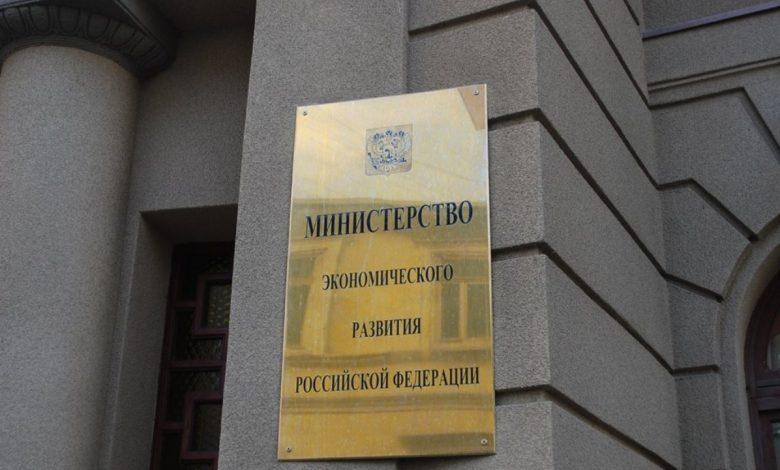 МИНИСТЕРСТВО
ЭКОНОМИЧЕСКОГО
РАЗВИТИЯ
РОССИЙСКОЙ ФЕДЕРАЦИИ